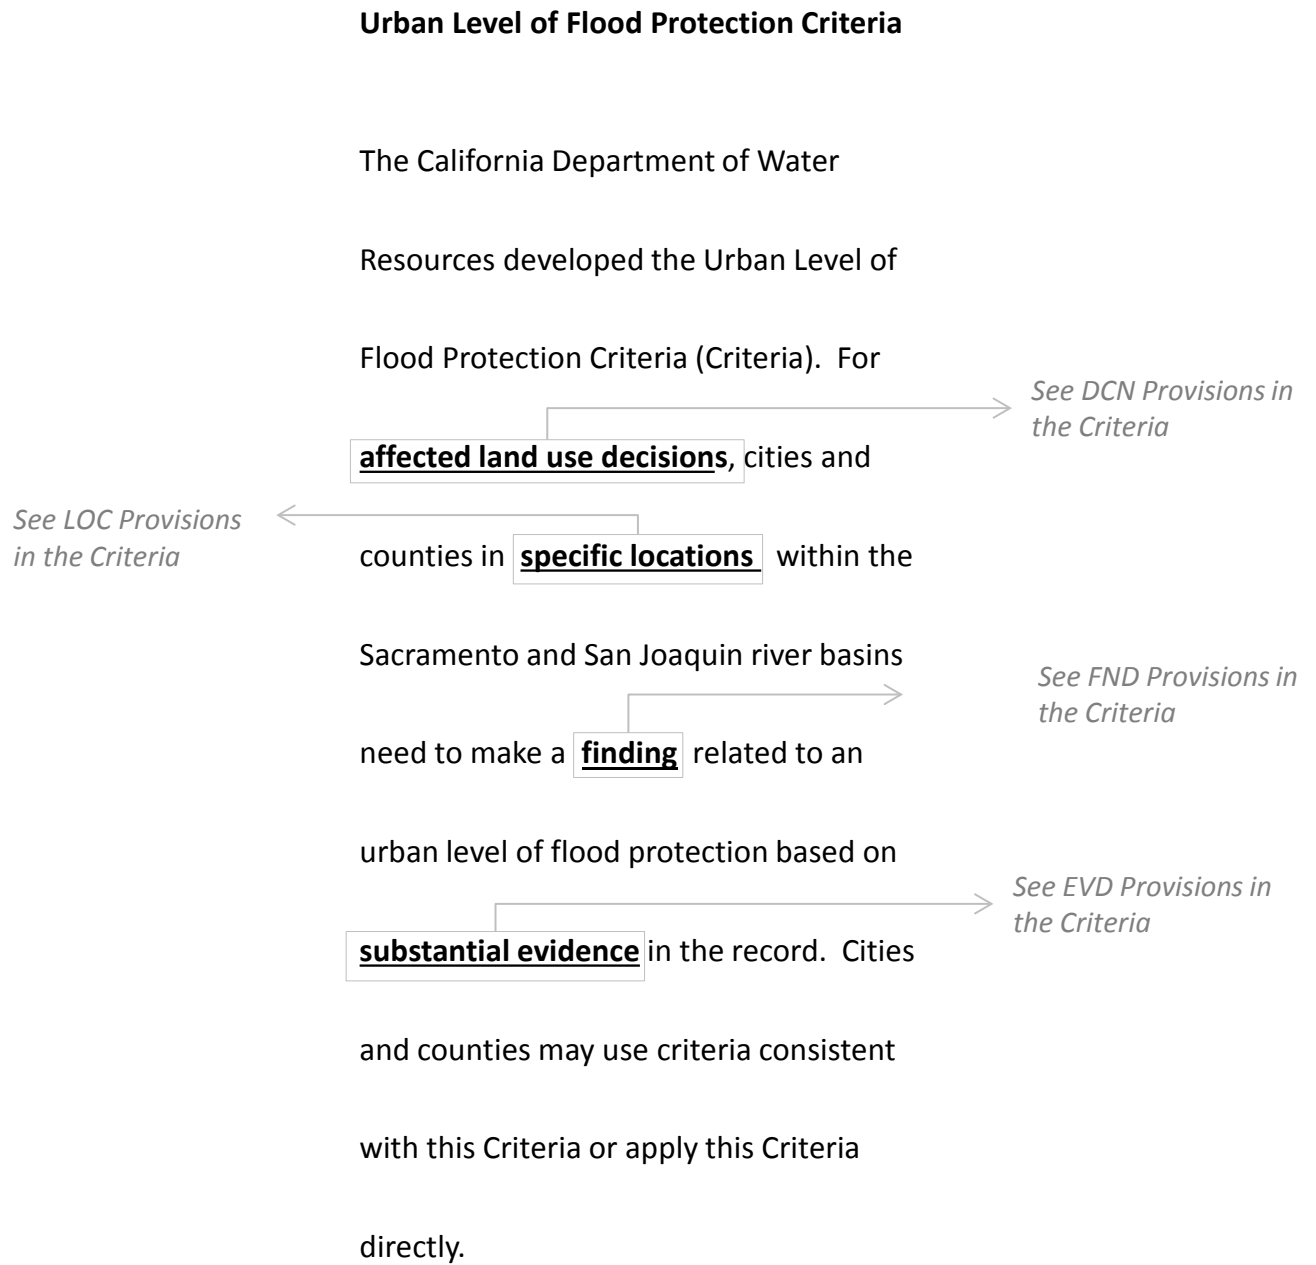 Urban Level of Flood Protection Criteria
The California Department of Water
Resources developed the Urban Level of
Flood Protection Criteria (Criteria).  For
See DCN Provisions in
the Criteria
affected land use decisions, cities and
See LOC Provisions
in the Criteria
counties in specific locations within the
Sacramento and San Joaquin river basins
See FND Provisions in
the Criteria
need to make a finding related to an
urban level of flood protection based on
See EVD Provisions in
the Criteria
substantial evidence in the record.  Cities
and counties may use criteria consistent
with this Criteria or apply this Criteria
directly.